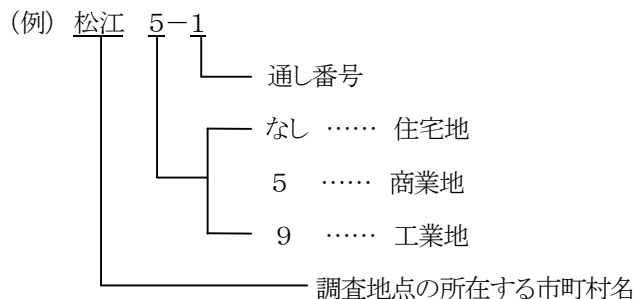 (例) 松江 5－1
通し番号
なし …… 住宅地
5 …… 商業地
9 …… 工業地
調査地点の所在する市町村名